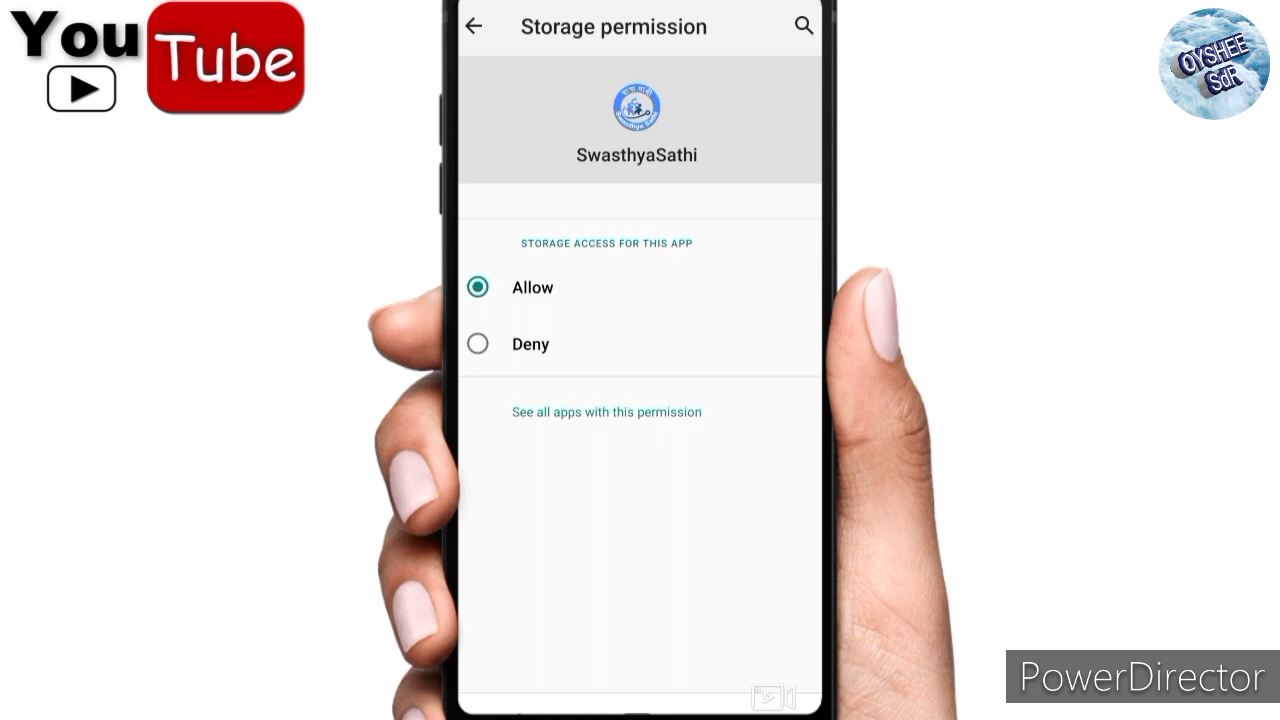 You
Tube
OYSHEE
SdR
Storage permission
SwasthyaSathi
STORAGE ACCESS FOR THIS APP
Allow
Deny
See all apps with this permission
PowerDirector